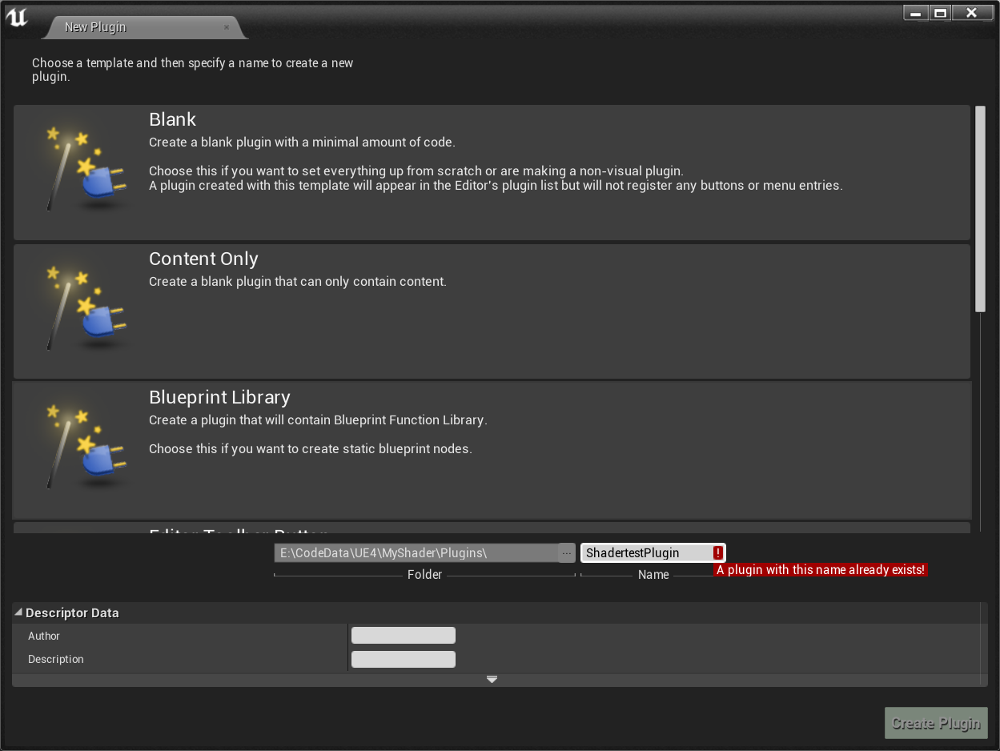 New Plugin
Choose a template and then specify a name to create a new
plugin.
Blank
Create a blank plugin with a minimal amount of code.
Choose this if you want to set everything up from scratch or are making a non-visual plugin.
A plugin created with this template will appear in the Editor's plugin list but will not register any buttons or menu entries.
Content Only
Create a blank plugin that can only contain content.
Blueprint Library
Create a plugin that will contain Blueprint Function Library.
Choose this if you want to create static blueprint nodes.
Editor Toolbar Button
E:\CodeData\UE4\MyShader\Plugins\ ... ShadertestPlugin !
Folder Name A plugin with this name already exists!
Descriptor Data
Author
Description
Create Plugin